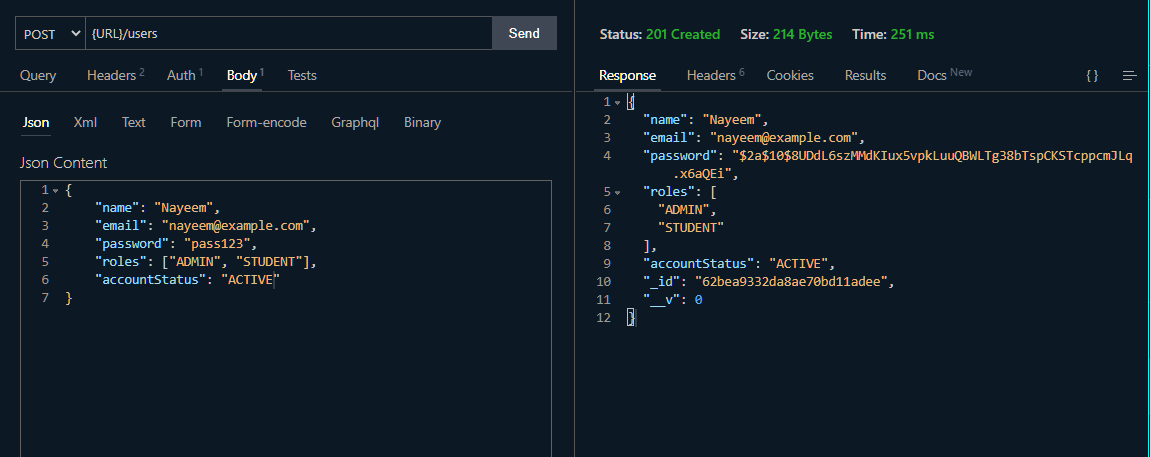 POST {URL}/users Send
Query Headers 2 Auth 1 Body 1 Tests
Json Xml Text Form Form-encode Graphql Binary
Json Content
1 {
2 "name": "Nayeem",
3 "email": "nayeem@example.com",
4 "password": "pass123",
5 "roles": ["ADMIN", "STUDENT"],
6 "accountStatus": "ACTIVE"
7 }
Status: 201 Created Size: 214 Bytes Time: 251 ms
Response Headers 6 Cookies Results Docs New { }
1 {
2 "name": "Nayeem",
3 "email": "nayeem@example.com",
4 "password": "$2a$10$8UDdL6szMMdKIux5vpkLuuQBWLTg38bTspCKSTcppcmJLq
.x6aQEi",
5 "roles": [
6 "ADMIN",
7 "STUDENT"
8 ],
9 "accountStatus": "ACTIVE",
10 "_id": "62bea9332da8ae70bd11adee",
11 "__v": 0
12 }